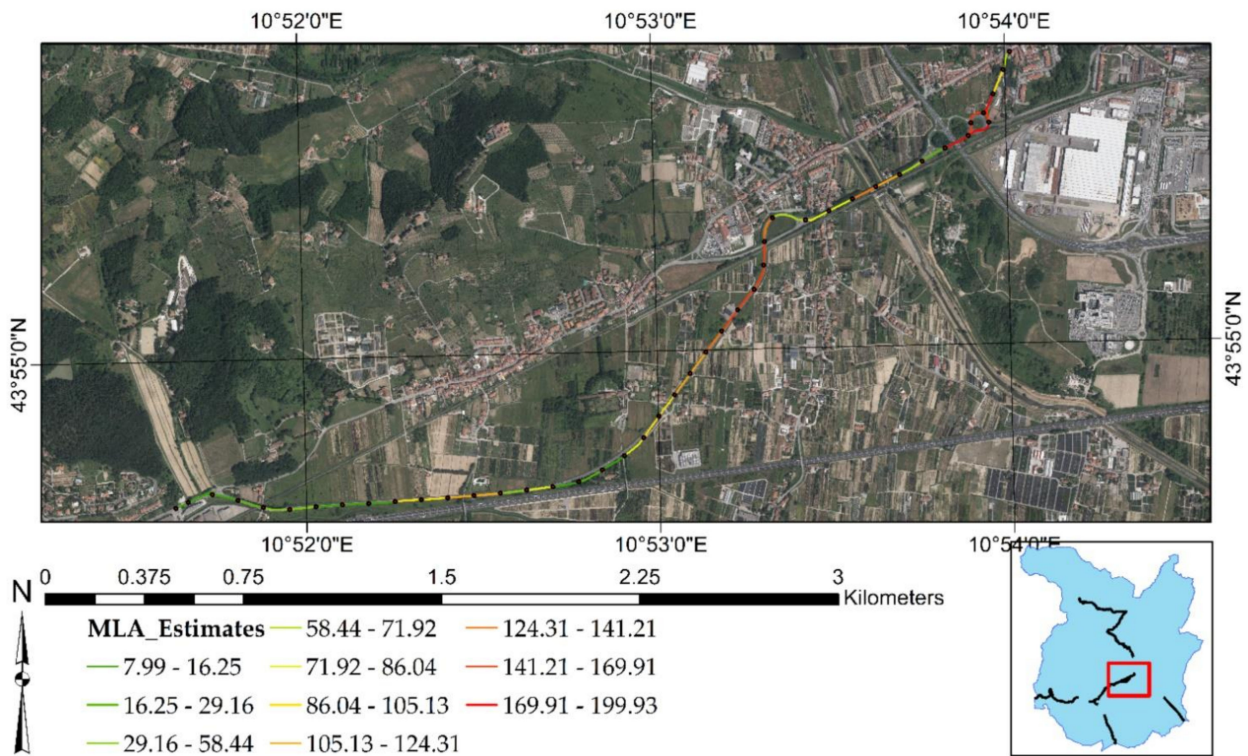 10°52'0"E 10°53'0"E 10°54'0"E
43°55'0"N 43°55'0"N
10°52'0"E 10°53'0"E 10°54'0"E
0 0.375 0.75 1.5 2.25 3
Kilometers
N
MLA_Estimates
7.99 - 16.25
16.25 - 29.16
29.16 - 58.44
58.44 - 71.92
71.92 - 86.04
86.04 - 105.13
105.13 - 124.31
124.31 - 141.21
141.21 - 169.91
169.91 - 199.93